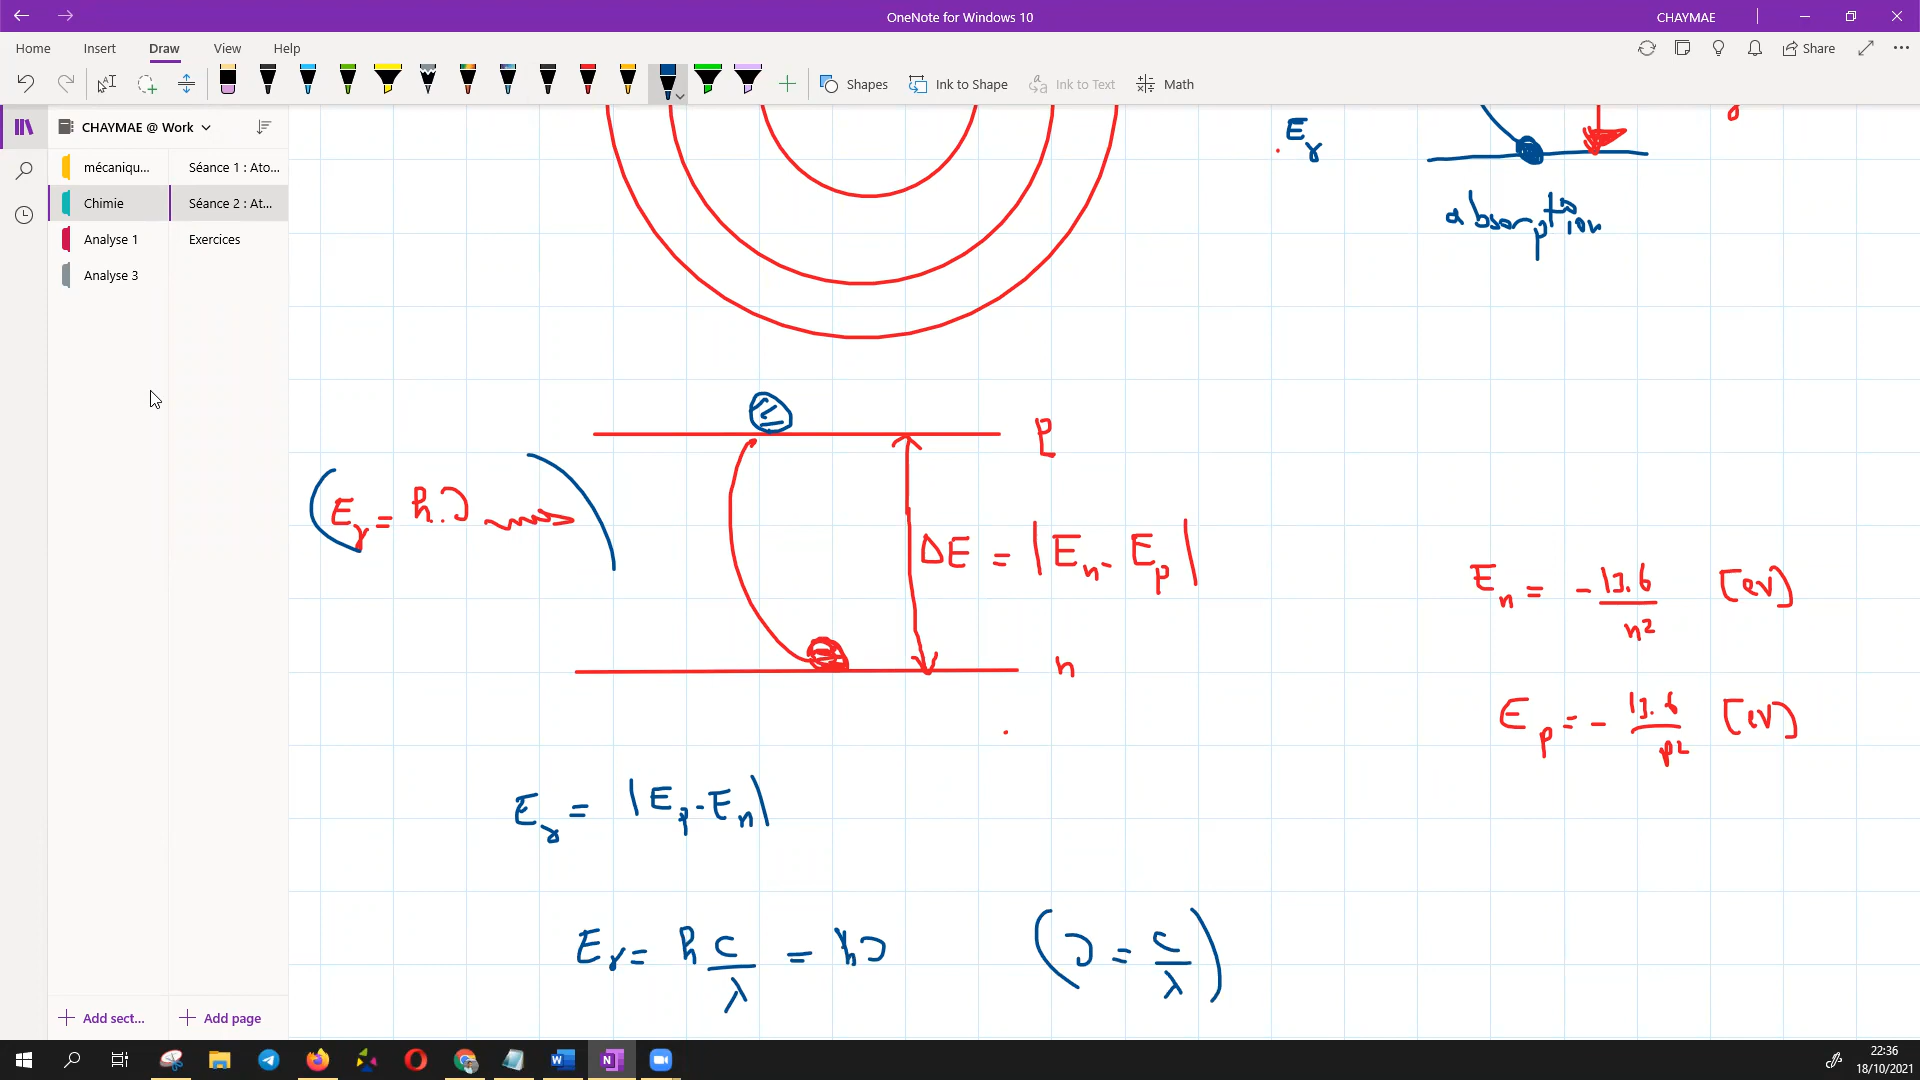 OneNote for Windows 10
CHAYMAE
Home Insert Draw View Help
Share
Shapes Ink to Shape Ink to Text Math
CHAYMAE @ Work
mécaniqu...
Chimie
Analyse 1
Analyse 3
Séance 1 : Ato...
Séance 2 : At...
Exercices
Eγ
absorption
P
Eγ = h.υ
ΔE = |En - Ep|
n
En = - 13.6/n² [eV]
Ep = - 13.6/p² [eV]
Eγ = |Ep - En|
Eγ = h c/λ = hυ (υ = c/λ)
Add sect...
Add page
22:36
18/10/2021